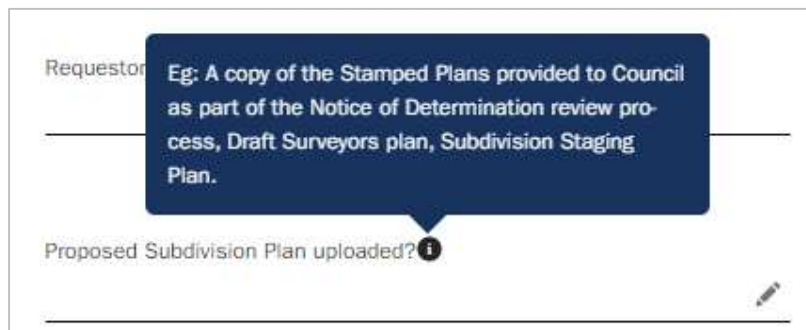 Requestor
Eg: A copy of the Stamped Plans provided to Council
as part of the Notice of Determination review pro-
cess, Draft Surveyors plan, Subdivision Staging
Plan.
Proposed Subdivision Plan uploaded?